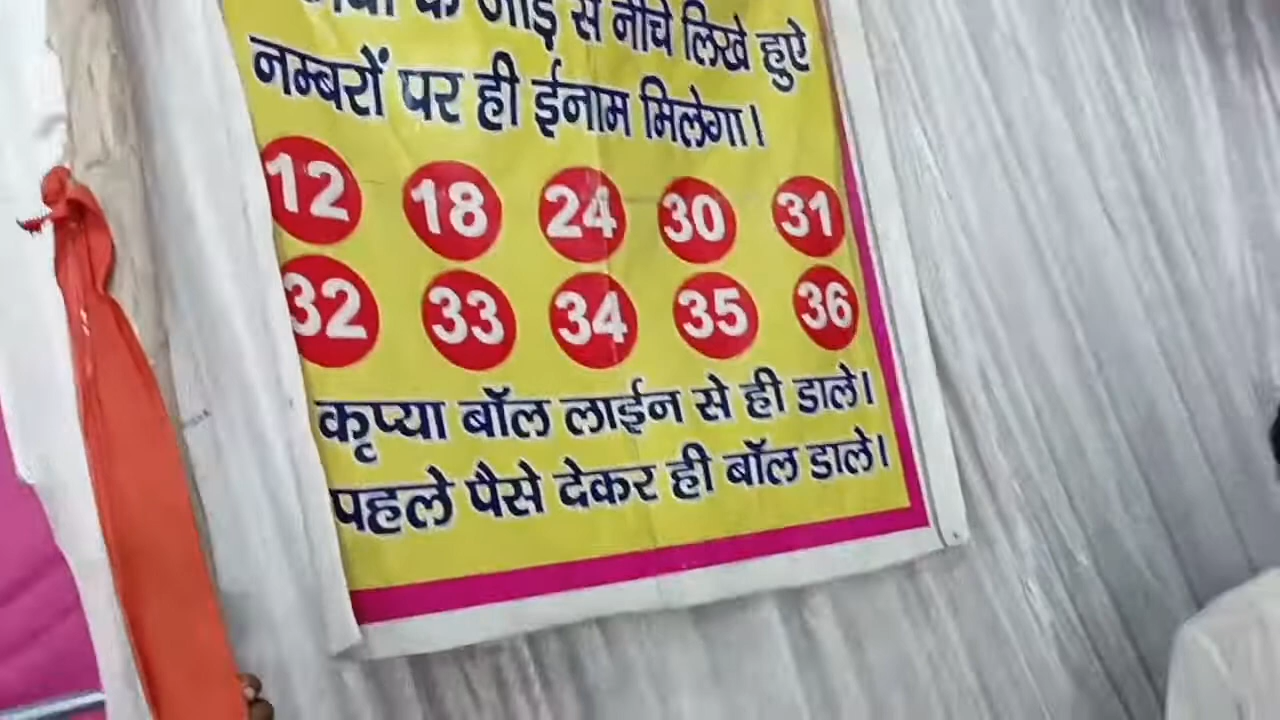 के जोड़ से नीचे लिखे हुऐ
नम्बरों पर ही ईनाम मिलेगा।
12 18 24 30 31
32 33 34 35 36
कृप्या बॉल लाईन से ही डाले।
पहले पैसे देकर ही बॉल डाले।